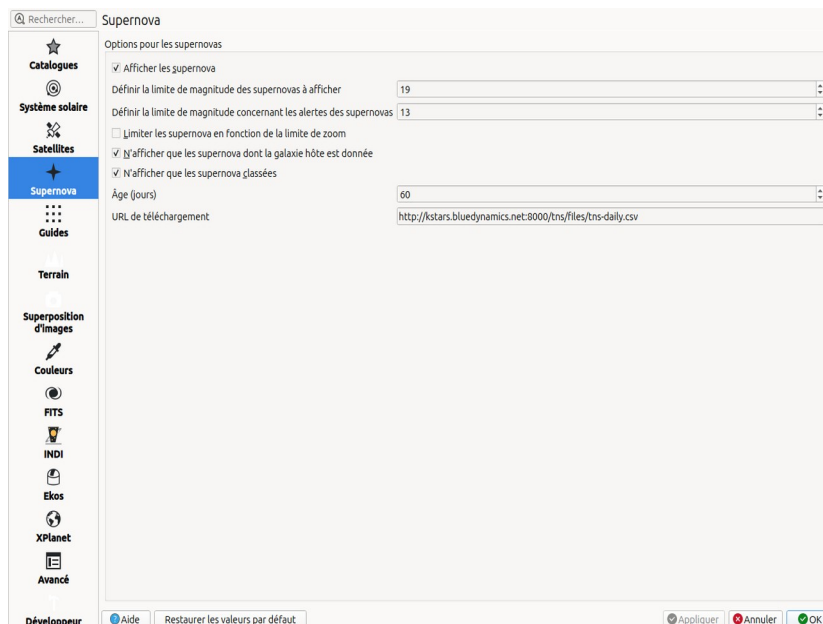 Rechercher...
Supernova
Options pour les supernovas
Catalogues
Système solaire
Satellites
Supernova
Guides
Terrain
Superposition
d'images
Couleurs
FITS
INDI
Ekos
XPlanet
Avancé
Développeur
Afficher les supernova
Définir la limite de magnitude des supernovas à afficher 19
Définir la limite de magnitude concernant les alertes des supernovas 13
Limiter les supernova en fonction de la limite de zoom
N'afficher que les supernova dont la galaxie hôte est donnée
N'afficher que les supernova classées
Âge (jours) 60
URL de téléchargement http://kstars.bluedynamics.net:8000/tns/files/tns-daily.csv
Aide Restaurer les valeurs par défaut Appliquer Annuler OK